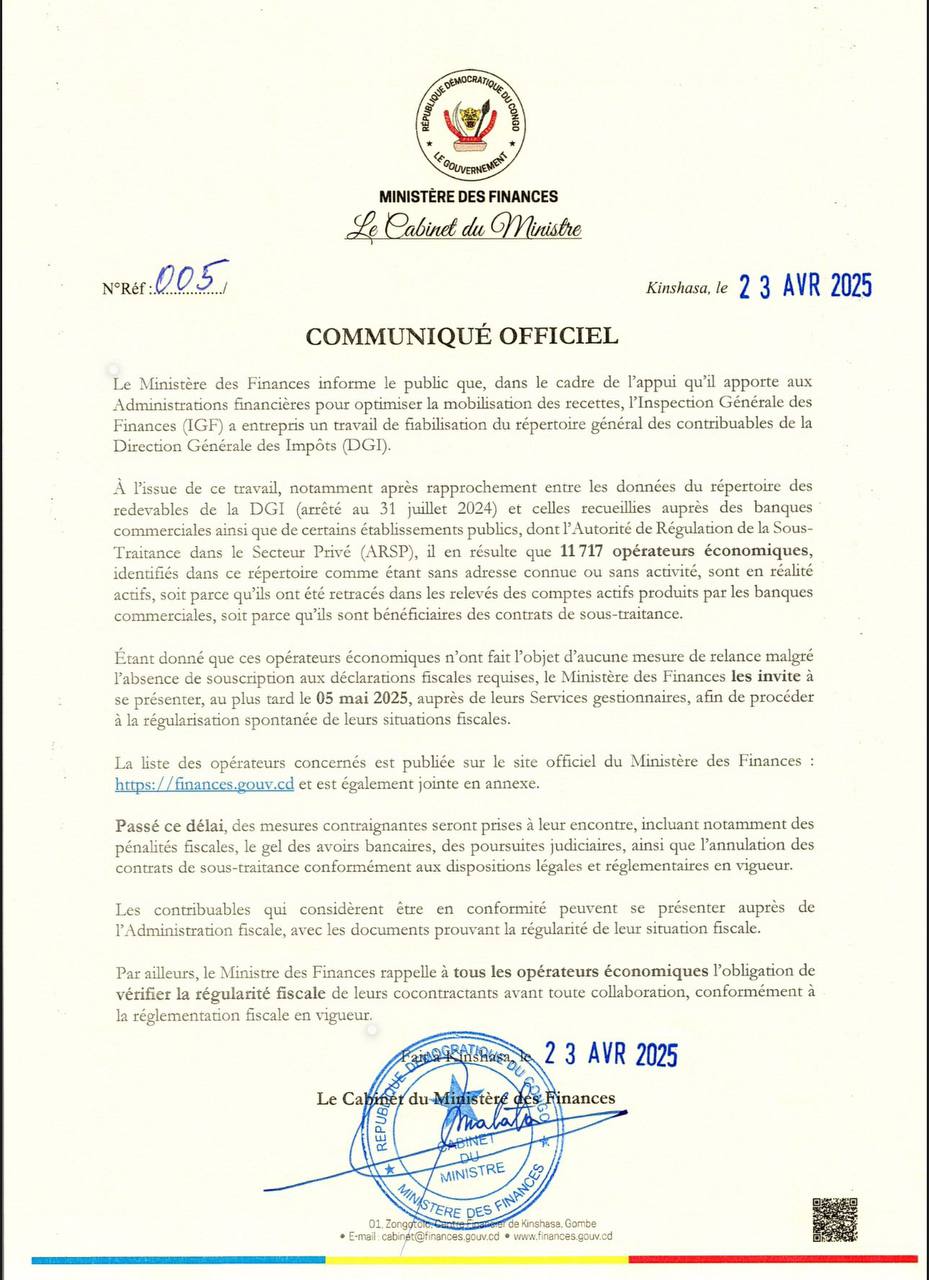 RÉPUBLIQUE DÉMOCRATIQUE DU CONGO
LE GOUVERNEMENT
MINISTÈRE DES FINANCES
Le Cabinet du Ministre
N°Réf :005/
Kinshasa, le 23 AVR 2025
COMMUNIQUÉ OFFICIEL
Le Ministère des Finances informe le public que, dans le cadre de l'appui qu'il apporte aux
Administrations financières pour optimiser la mobilisation des recettes, l'Inspection Générale des
Finances (IGF) a entrepris un travail de fiabilisation du répertoire général des contribuables de la
Direction Générale des Impôts (DGI).
À l'issue de ce travail, notamment après rapprochement entre les données du répertoire des
redevables de la DGI (arrêté au 31 juillet 2024) et celles recueillies auprès des banques
commerciales ainsi que de certains établissements publics, dont l'Autorité de Régulation de la Sous-
Traitance dans le Secteur Privé (ARSP), il en résulte que 11 717 opérateurs économiques,
identifiés dans ce répertoire comme étant sans adresse connue ou sans activité, sont en réalité
actifs, soit parce qu'ils ont été retracés dans les relevés des comptes actifs produits par les banques
commerciales, soit parce qu'ils sont bénéficiaires des contrats de sous-traitance.
Étant donné que ces opérateurs économiques n'ont fait l'objet d'aucune mesure de relance malgré
l'absence de souscription aux déclarations fiscales requises, le Ministère des Finances les invite à
se présenter, au plus tard le 05 mai 2025, auprès de leurs Services gestionnaires, afin de procéder
à la régularisation spontanée de leurs situations fiscales.
La liste des opérateurs concernés est publiée sur le site officiel du Ministère des Finances :
https://finances.gouv.cd et est également jointe en annexe.
Passé ce délai, des mesures contraignantes seront prises à leur encontre, incluant notamment des
pénalités fiscales, le gel des avoirs bancaires, des poursuites judiciaires, ainsi que l'annulation des
contrats de sous-traitance conformément aux dispositions légales et réglementaires en vigueur.
Les contribuables qui considèrent être en conformité peuvent se présenter auprès de
l'Administration fiscale, avec les documents prouvant la régularité de leur situation fiscale.
Par ailleurs, le Ministre des Finances rappelle à tous les opérateurs économiques l'obligation de
vérifier la régularité fiscale de leurs cocontractants avant toute collaboration, conformément à
la réglementation fiscale en vigueur.
Fait à Kinshasa, le 23 AVR 2025
Le Cabinet du Ministère des Finances
REPUBLIQUE DEMOCRATIQUE DU CONGO
CABINET
DU
MINISTRE
MINISTERE DES FINANCES
01, Zongotolo, Centre Financier de Kinshasa, Gombe
• E-mail : cabinet@finances.gouv.cd • www.finances.gouv.cd